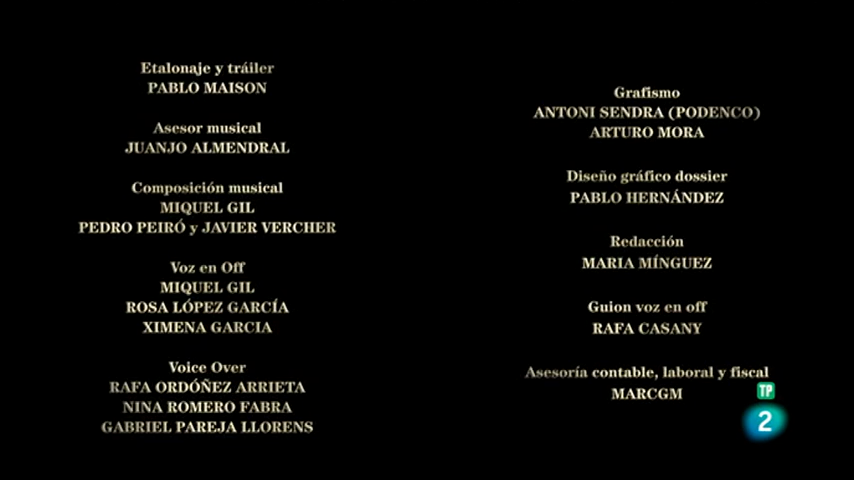 Etalonaje y tráiler
PABLO MAISON
Asesor musical
JUANJO ALMENDRAL
Composición musical
MIQUEL GIL
PEDRO PEIRÓ y JAVIER VERCHER
Voz en Off
MIQUEL GIL
ROSA LÓPEZ GARCÍA
XIMENA GARCIA
Voice Over
RAFA ORDÓÑEZ ARRIETA
NINA ROMERO FABRA
GABRIEL PAREJA LLORENS
Grafismo
ANTONI SENDRA (PODENCO)
ARTURO MORA
Diseño gráfico dossier
PABLO HERNÁNDEZ
Redacción
MARIA MÍNGUEZ
Guion voz en off
RAFA CASANY
Asesoría contable, laboral y fiscal
MARCGM
TP
2